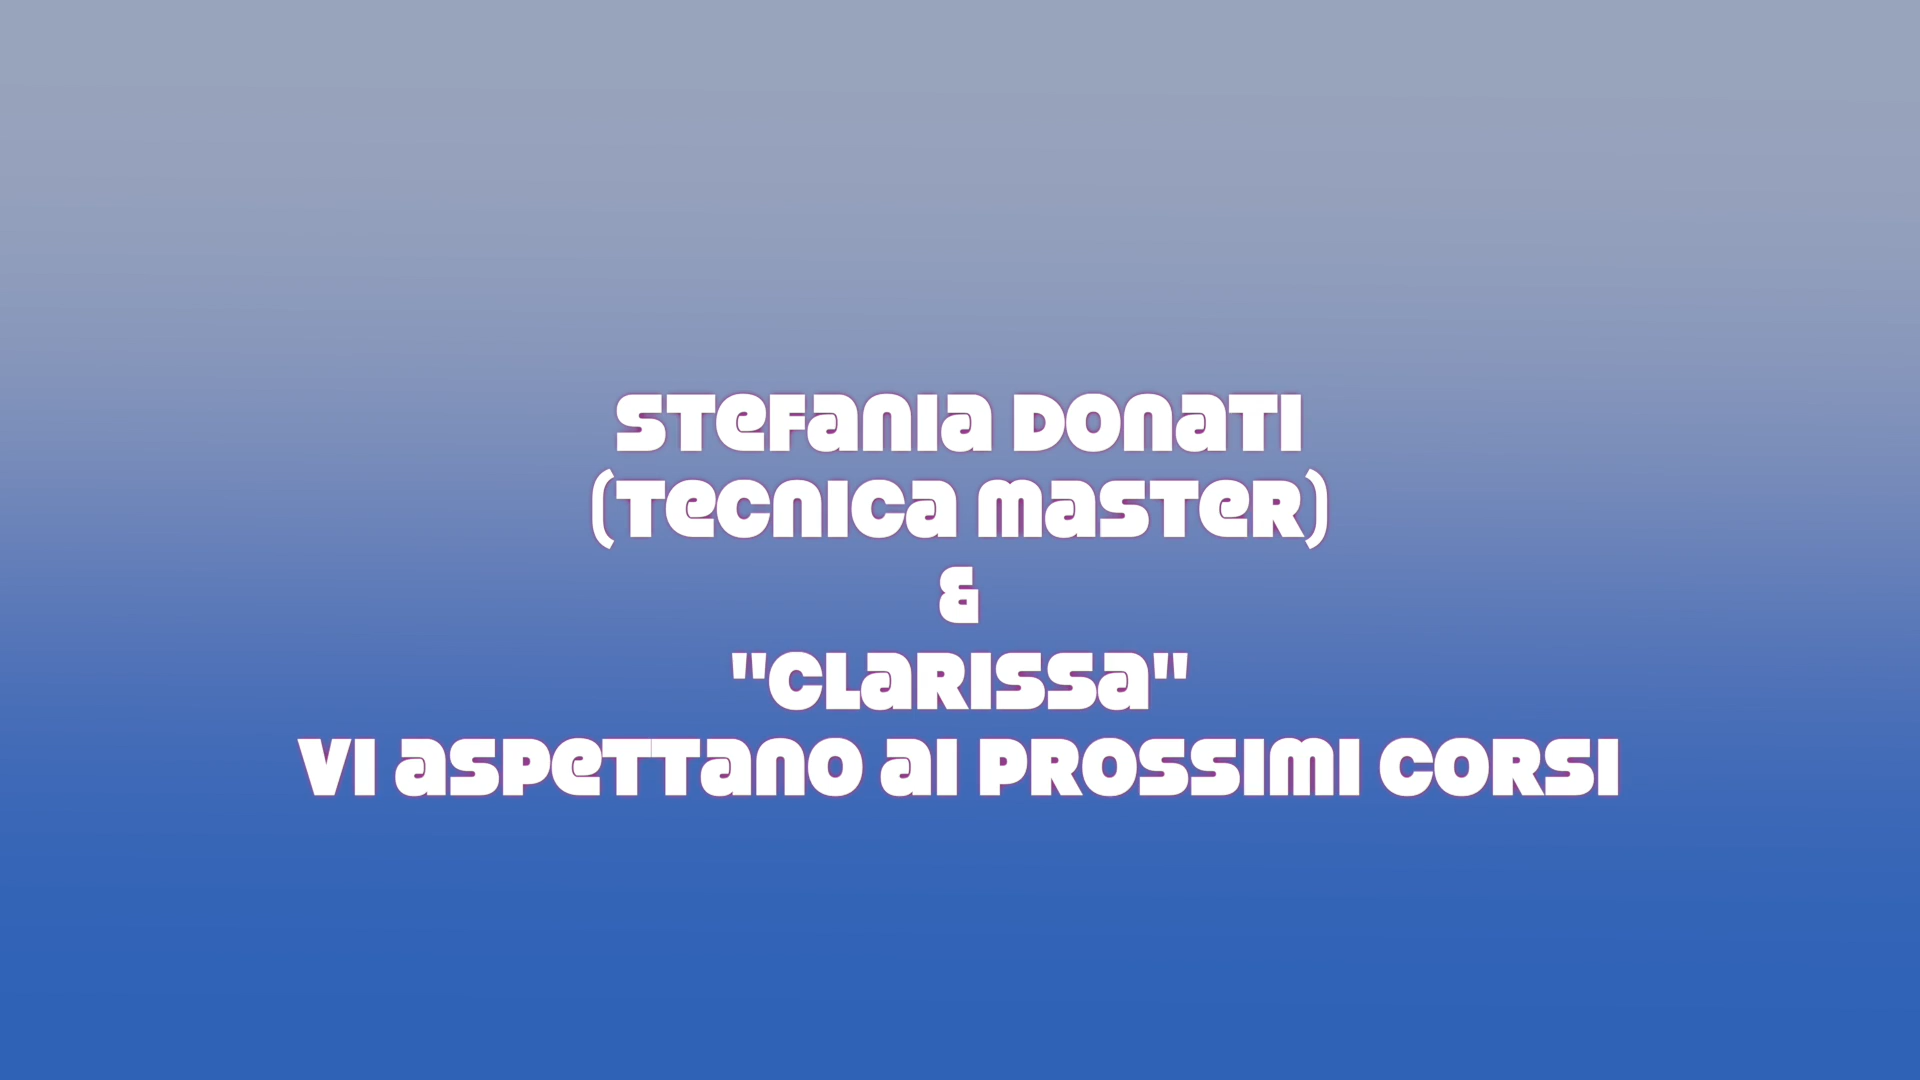 STEFANIA DONATI
(TECNICA MASTER)
&
"CLARISSA"
VI ASPETTANO AI PROSSIMI CORSI